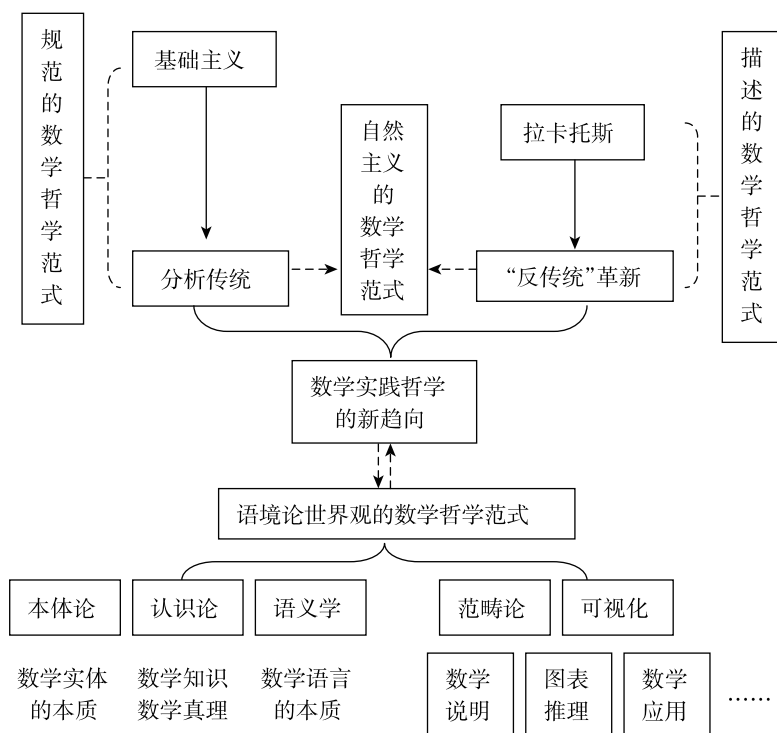 规范的数学哲学范式
基础主义
自然
主义
的
数学
哲学
范式
拉卡托斯
描述的数学哲学范式
分析传统
“反传统”革新
数学实践哲学
的新趋向
语境论世界观的数学哲学范式
本体论
认识论
语义学
范畴论
可视化
数学实体
的本质
数学知识
数学真理
数学语言
的本质
数学
说明
图表
推理
数学
应用
……